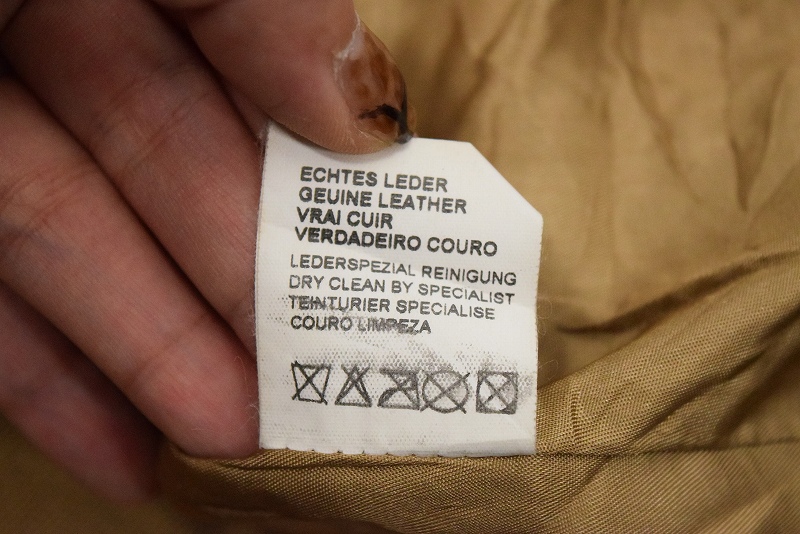 ECHTES LEDER
GEUINE LEATHER
VRAI CUIR
VERDADEIRO COURO
LEDERSPEZIAL REINIGUNG
DRY CLEAN BY SPECIALIST
TEINTURIER SPECIALISE
COURO LIMPEZA